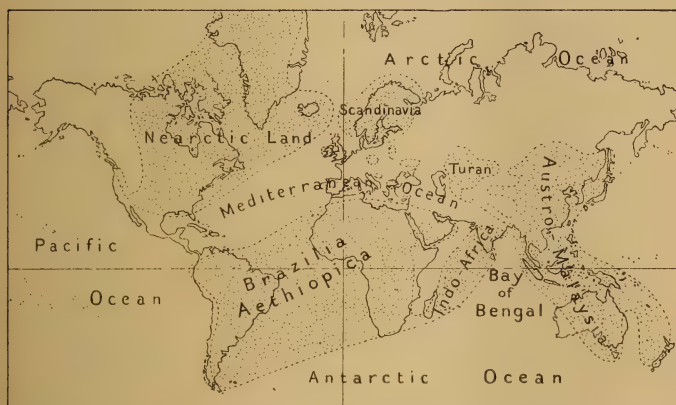 Arctic Ocean
Scandinavia
Nearctic Land
Turan
Mediterranean Ocean
Austro-Malaysia
Pacific
Ocean
Brazilia
Aethiopica
Indo-Africa
Bay
of
Bengal
Antarctic Ocean